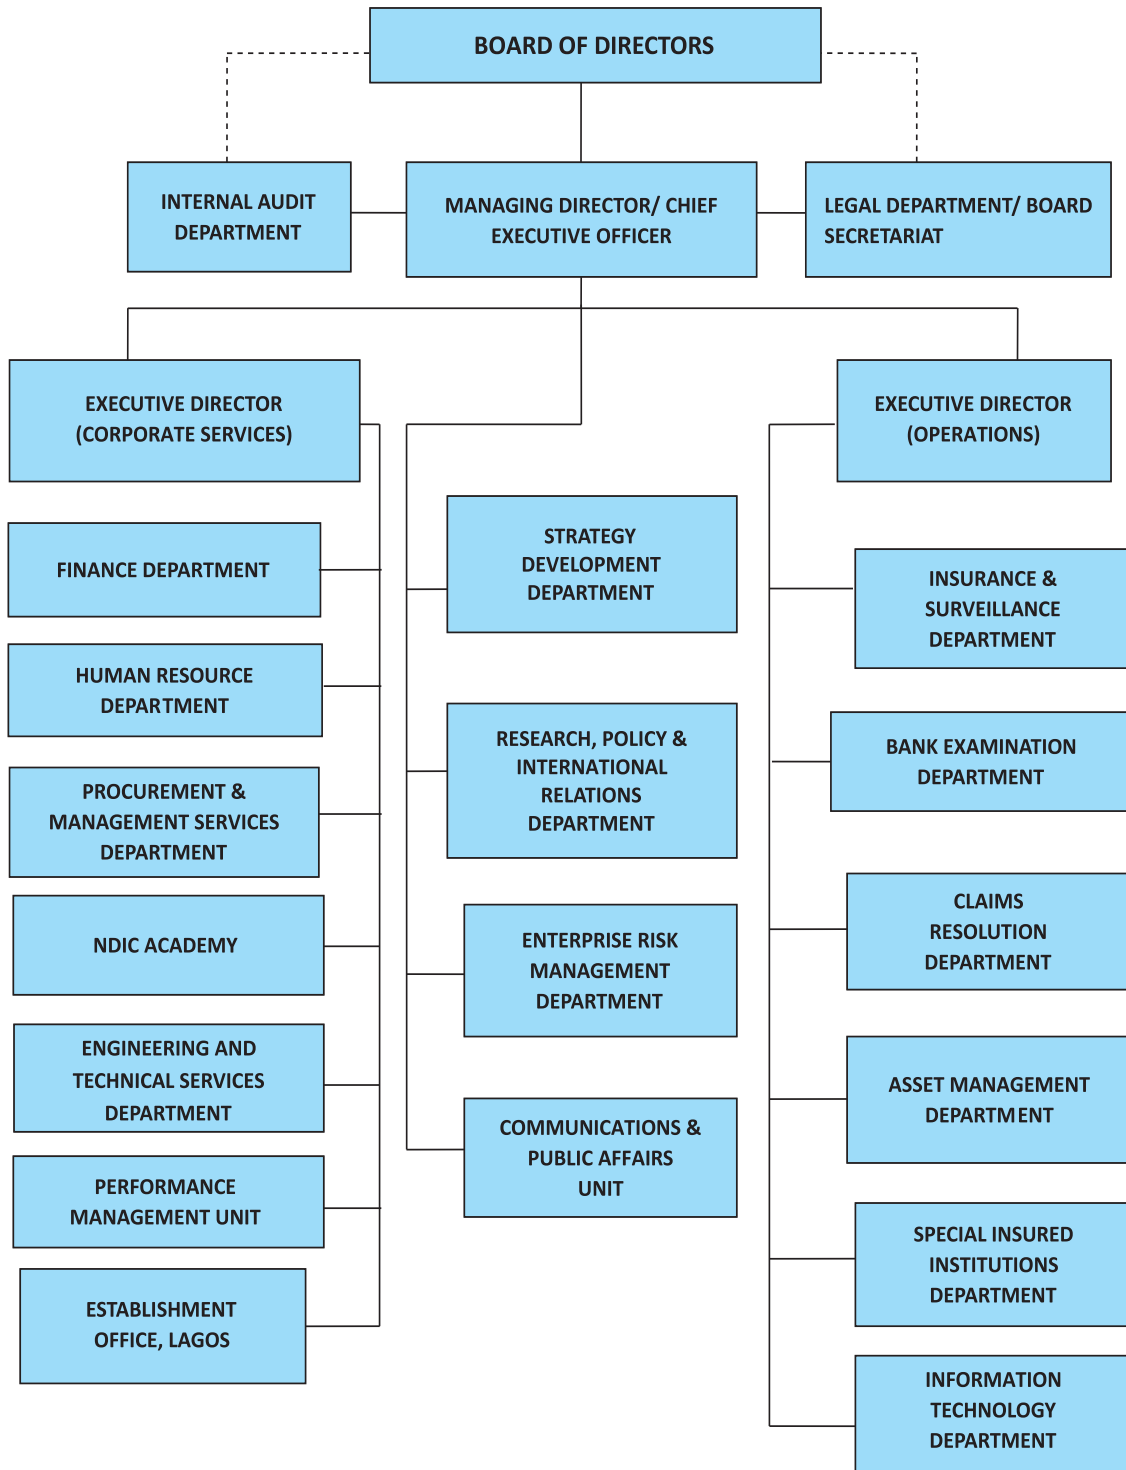 BOARD OF DIRECTORS
INTERNAL AUDIT
DEPARTMENT
MANAGING DIRECTOR/ CHIEF
EXECUTIVE OFFICER
LEGAL DEPARTMENT/ BOARD
SECRETARIAT
EXECUTIVE DIRECTOR
(CORPORATE SERVICES)
FINANCE DEPARTMENT
HUMAN RESOURCE
DEPARTMENT
PROCUREMENT &
MANAGEMENT SERVICES
DEPARTMENT
NDIC ACADEMY
ENGINEERING AND
TECHNICAL SERVICES
DEPARTMENT
PERFORMANCE
MANAGEMENT UNIT
ESTABLISHMENT
OFFICE, LAGOS
STRATEGY
DEVELOPMENT
DEPARTMENT
RESEARCH, POLICY &
INTERNATIONAL
RELATIONS
DEPARTMENT
ENTERPRISE RISK
MANAGEMENT
DEPARTMENT
COMMUNICATIONS &
PUBLIC AFFAIRS
UNIT
EXECUTIVE DIRECTOR
(OPERATIONS)
INSURANCE &
SURVEILLANCE
DEPARTMENT
BANK EXAMINATION
DEPARTMENT
CLAIMS
RESOLUTION
DEPARTMENT
ASSET MANAGEMENT
DEPARTMENT
SPECIAL INSURED
INSTITUTIONS
DEPARTMENT
INFORMATION
TECHNOLOGY
DEPARTMENT